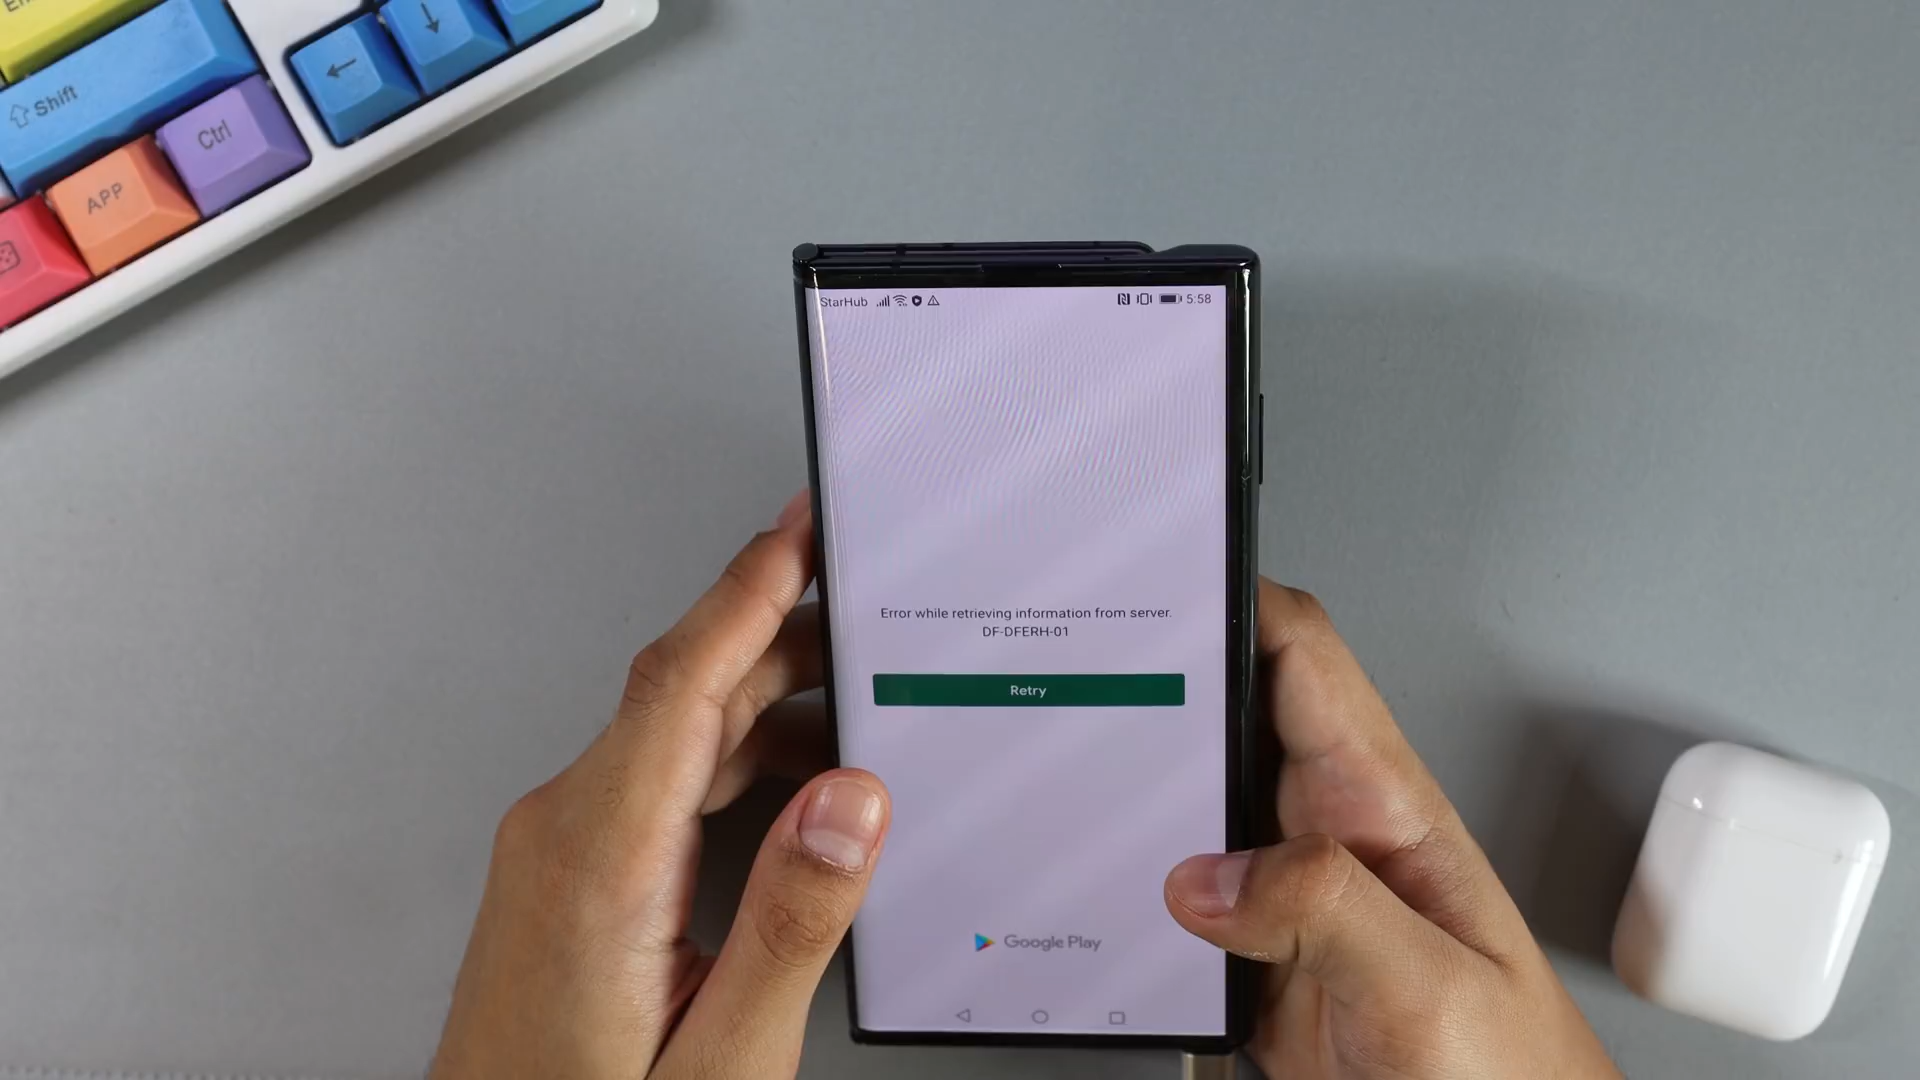 Shift
Ctrl
APP
StarHub
5:58
Error while retrieving information from server.
DF-DFERH-01
Retry
Google Play